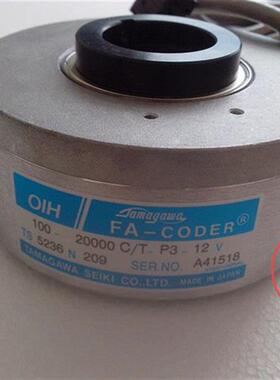 OIH Tamagawa FA-CODER®
100 - 20000 C/T - P3 - 12 V
TS 5236 N 209 SER NO. A41518
TAMAGAWA SEIKI CO., LTD. MADE IN JAPAN